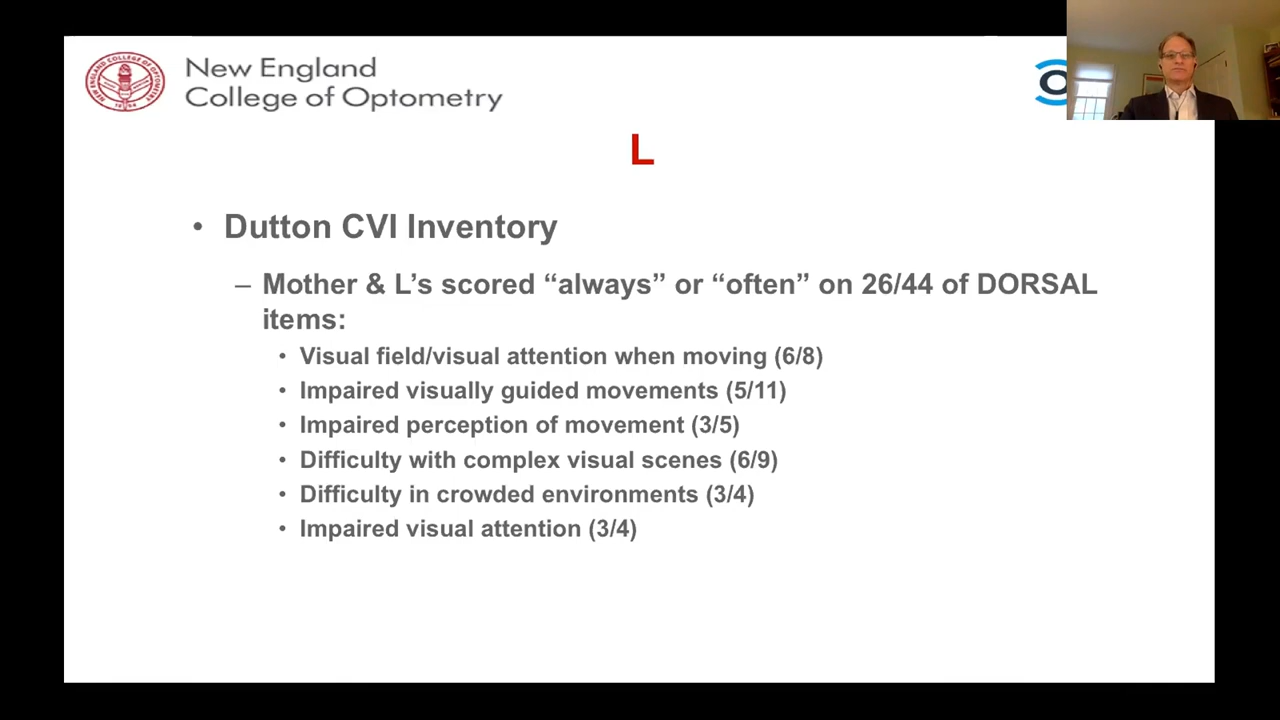 New England
College of Optometry
L
• Dutton CVI Inventory
– Mother & L’s scored “always” or “often” on 26/44 of DORSAL
items:
• Visual field/visual attention when moving (6/8)
• Impaired visually guided movements (5/11)
• Impaired perception of movement (3/5)
• Difficulty with complex visual scenes (6/9)
• Difficulty in crowded environments (3/4)
• Impaired visual attention (3/4)